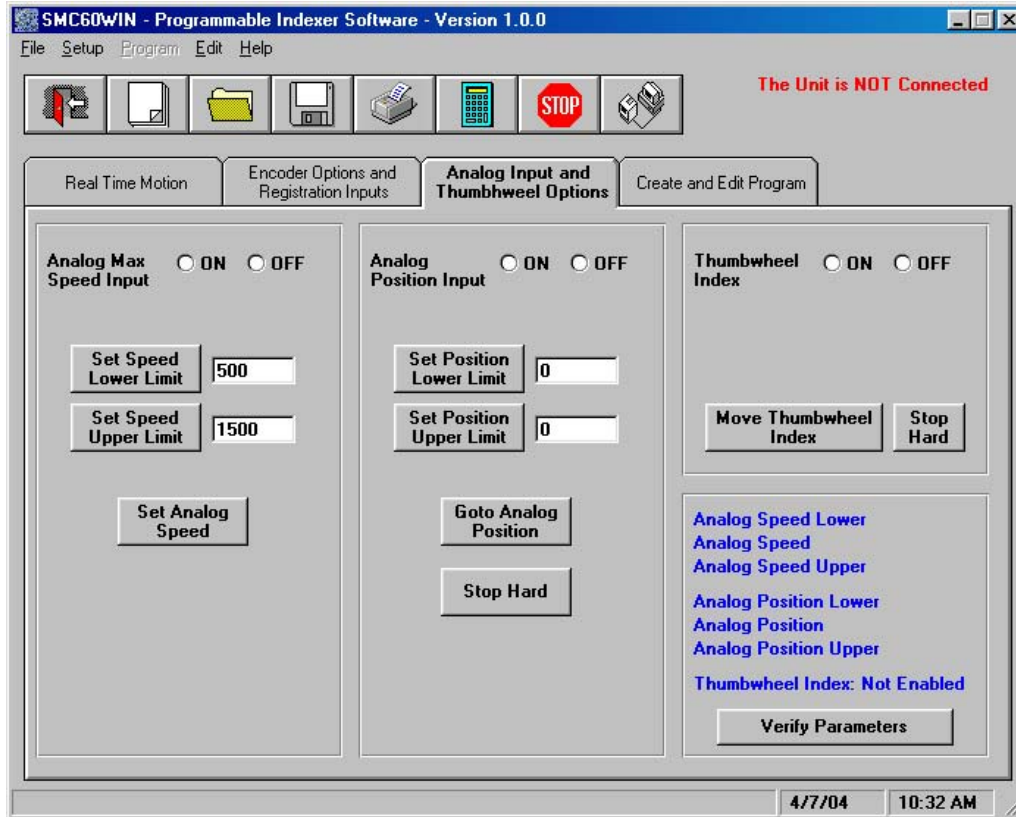 SMC60WIN - Programmable Indexer Software - Version 1.0.0
File Setup Program Edit Help
STOP
The Unit is NOT Connected
Real Time Motion
Encoder Options and
Registration Inputs
Analog Input and
Thumbhweel Options
Create and Edit Program
Analog Max
Speed Input
ON OFF
Set Speed
Lower Limit
500
Set Speed
Upper Limit
1500
Set Analog
Speed
Analog
Position Input
ON OFF
Set Position
Lower Limit
0
Set Position
Upper Limit
0
Goto Analog
Position
Stop Hard
Thumbwheel
Index
ON OFF
Move Thumbwheel
Index
Stop
Hard
Analog Speed Lower
Analog Speed
Analog Speed Upper
Analog Position Lower
Analog Position
Analog Position Upper
Thumbwheel Index: Not Enabled
Verify Parameters
4/7/04
10:32 AM